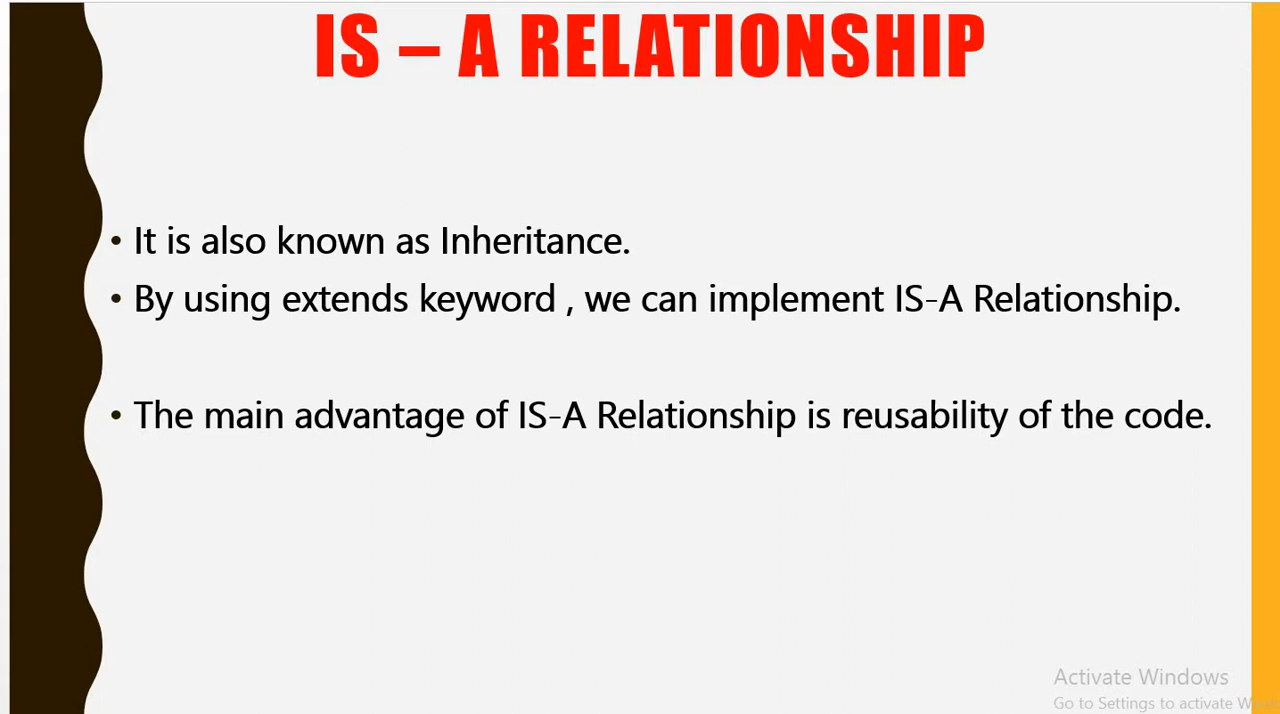 IS – A RELATIONSHIP
• It is also known as Inheritance.
• By using extends keyword , we can implement IS-A Relationship.
• The main advantage of IS-A Relationship is reusability of the code.
Activate Windows
Go to Settings to activate